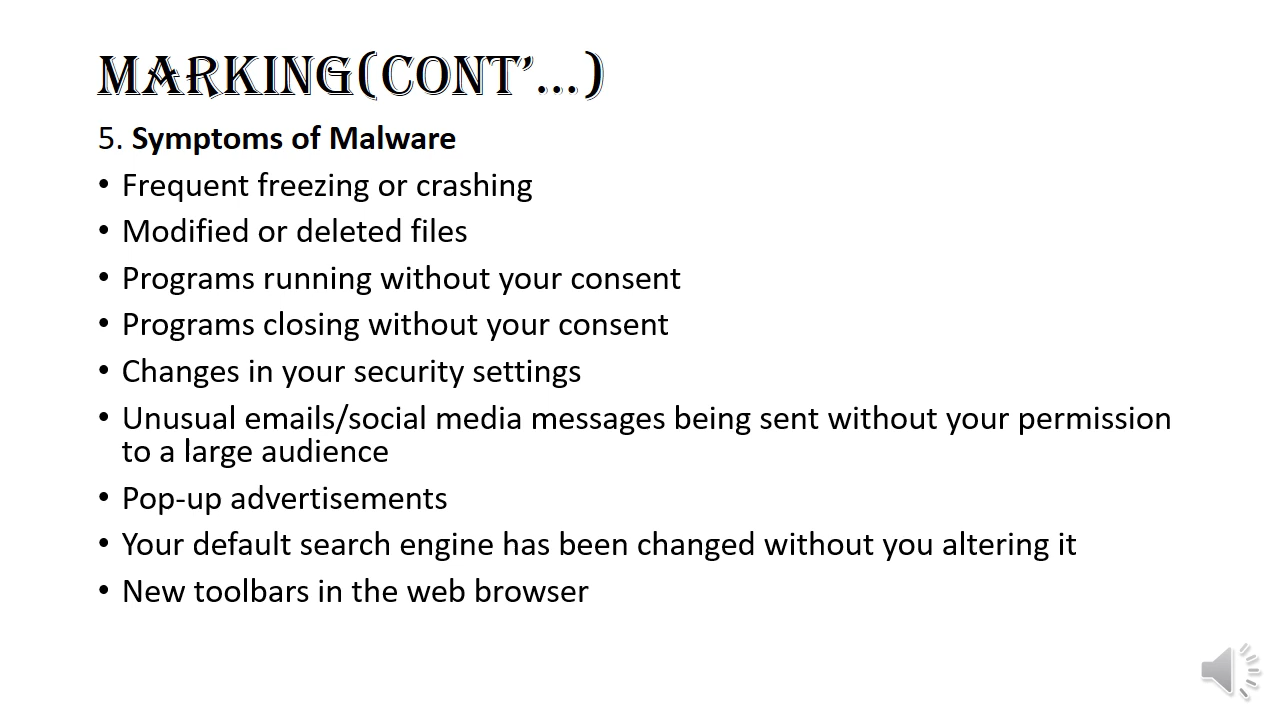 MARKING(CONT’...)
5. Symptoms of Malware
• Frequent freezing or crashing
• Modified or deleted files
• Programs running without your consent
• Programs closing without your consent
• Changes in your security settings
• Unusual emails/social media messages being sent without your permission
to a large audience
• Pop-up advertisements
• Your default search engine has been changed without you altering it
• New toolbars in the web browser